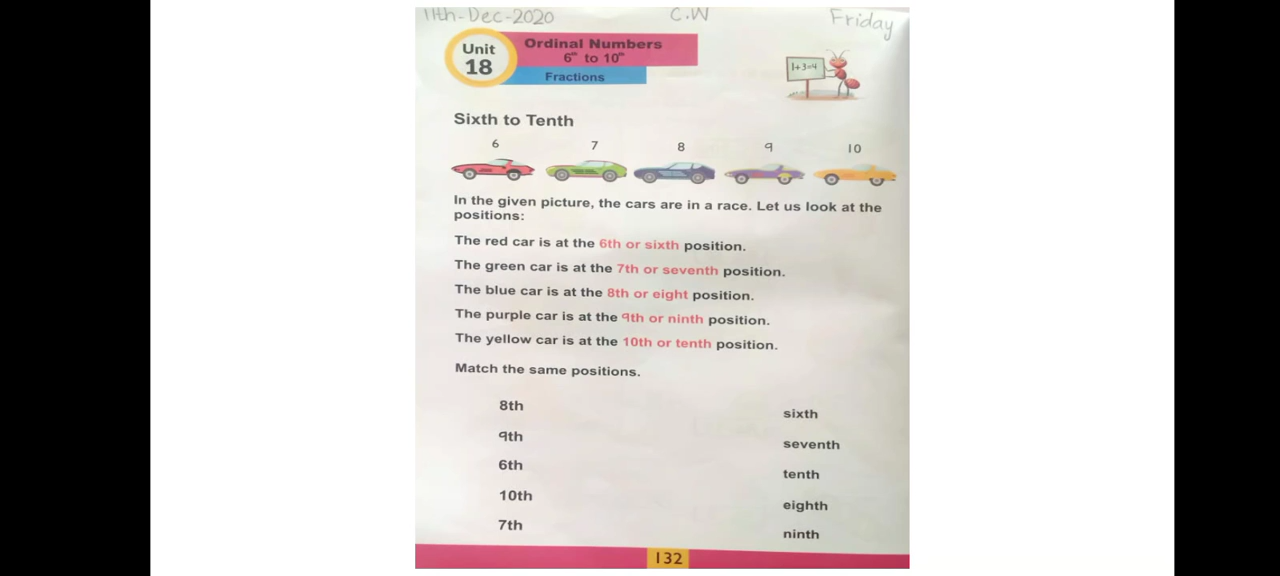 11th-Dec-2020 C.W Friday
Unit 18
Ordinal Numbers
6th to 10th
Fractions
1+3=4
Sixth to Tenth
6 7 8 9 10
In the given picture, the cars are in a race. Let us look at the
positions:
The red car is at the 6th or sixth position.
The green car is at the 7th or seventh position.
The blue car is at the 8th or eight position.
The purple car is at the 9th or ninth position.
The yellow car is at the 10th or tenth position.
Match the same positions.
8th sixth
9th seventh
6th tenth
10th eighth
7th ninth
132